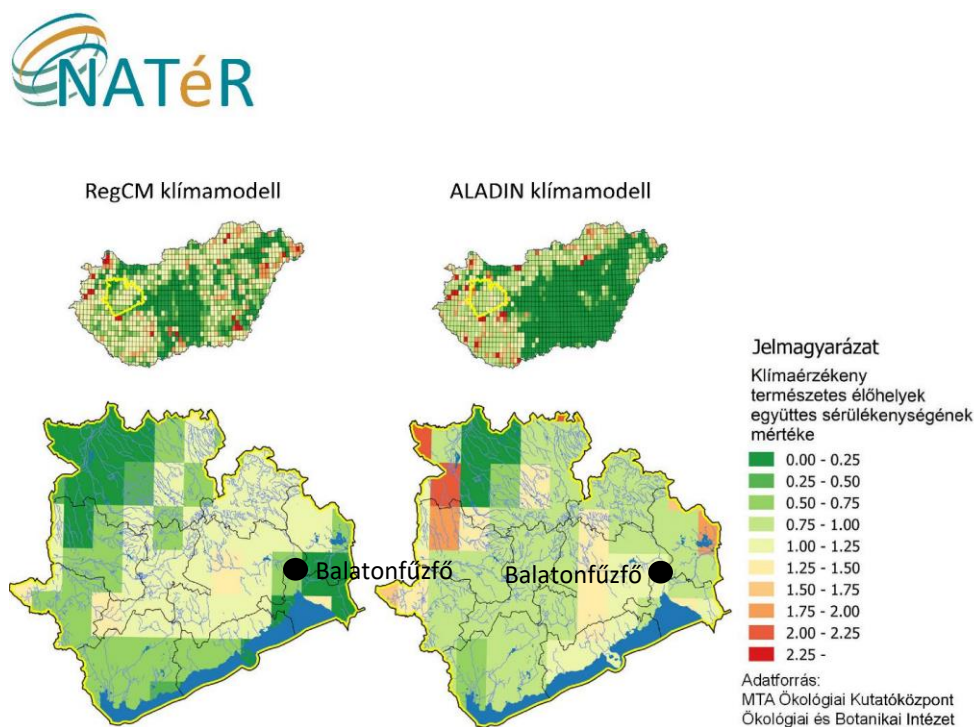 NATéR
RegCM klímamodell
ALADIN klímamodell
Balatonfűzfő
Balatonfűzfő
Jelmagyarázat
Klímaérzékeny
természetes élőhelyek
együttes sérülékenységének
mértéke
0.00 - 0.25
0.25 - 0.50
0.50 - 0.75
0.75 - 1.00
1.00 - 1.25
1.25 - 1.50
1.50 - 1.75
1.75 - 2.00
2.00 - 2.25
2.25 -
Adatforrás:
MTA Ökológiai Kutatóközpont
Ökológiai és Botanikai Intézet